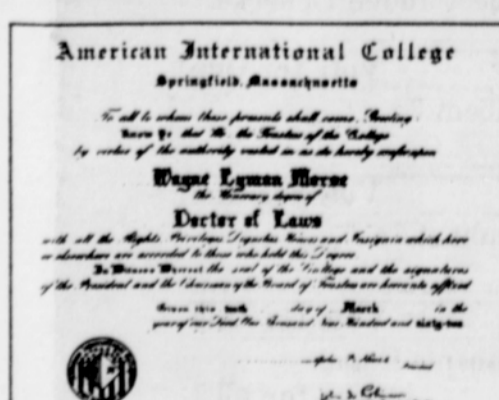 American International College
Springfield, Massachusetts
To all to whom these presents shall come, Greeting
Know Ye that We, the Trustees of the College
by virtue of the authority vested in us do hereby confer upon
Wayne Lyman Morse
the Honorary degree of
Doctor of Laws
with all the Rights Privileges Dignities Honors and Insignia which here
or elsewhere are accorded to those who hold this Degree
In Witness Whereof the seal of the College and the signatures
of the President and the Chairman of the Board of Trustees are hereunto affixed
Given this day of March in the
year of our Lord One Thousand Nine Hundred and sixty-two